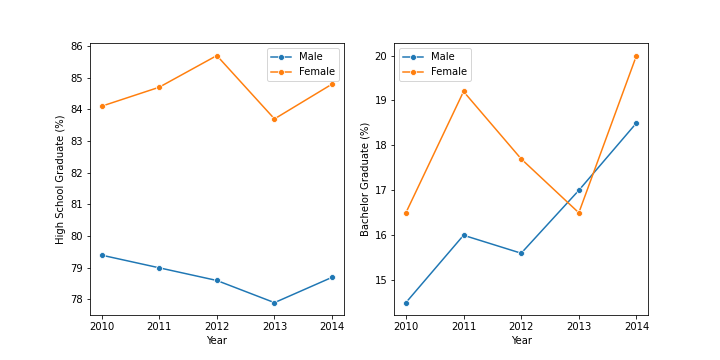 High School Graduate (%)
86
85
84
83
82
81
80
79
78
2010 2011 2012 2013 2014
Year
Male
Female
Bachelor Graduate (%)
20
19
18
17
16
15
2010 2011 2012 2013 2014
Year
Male
Female